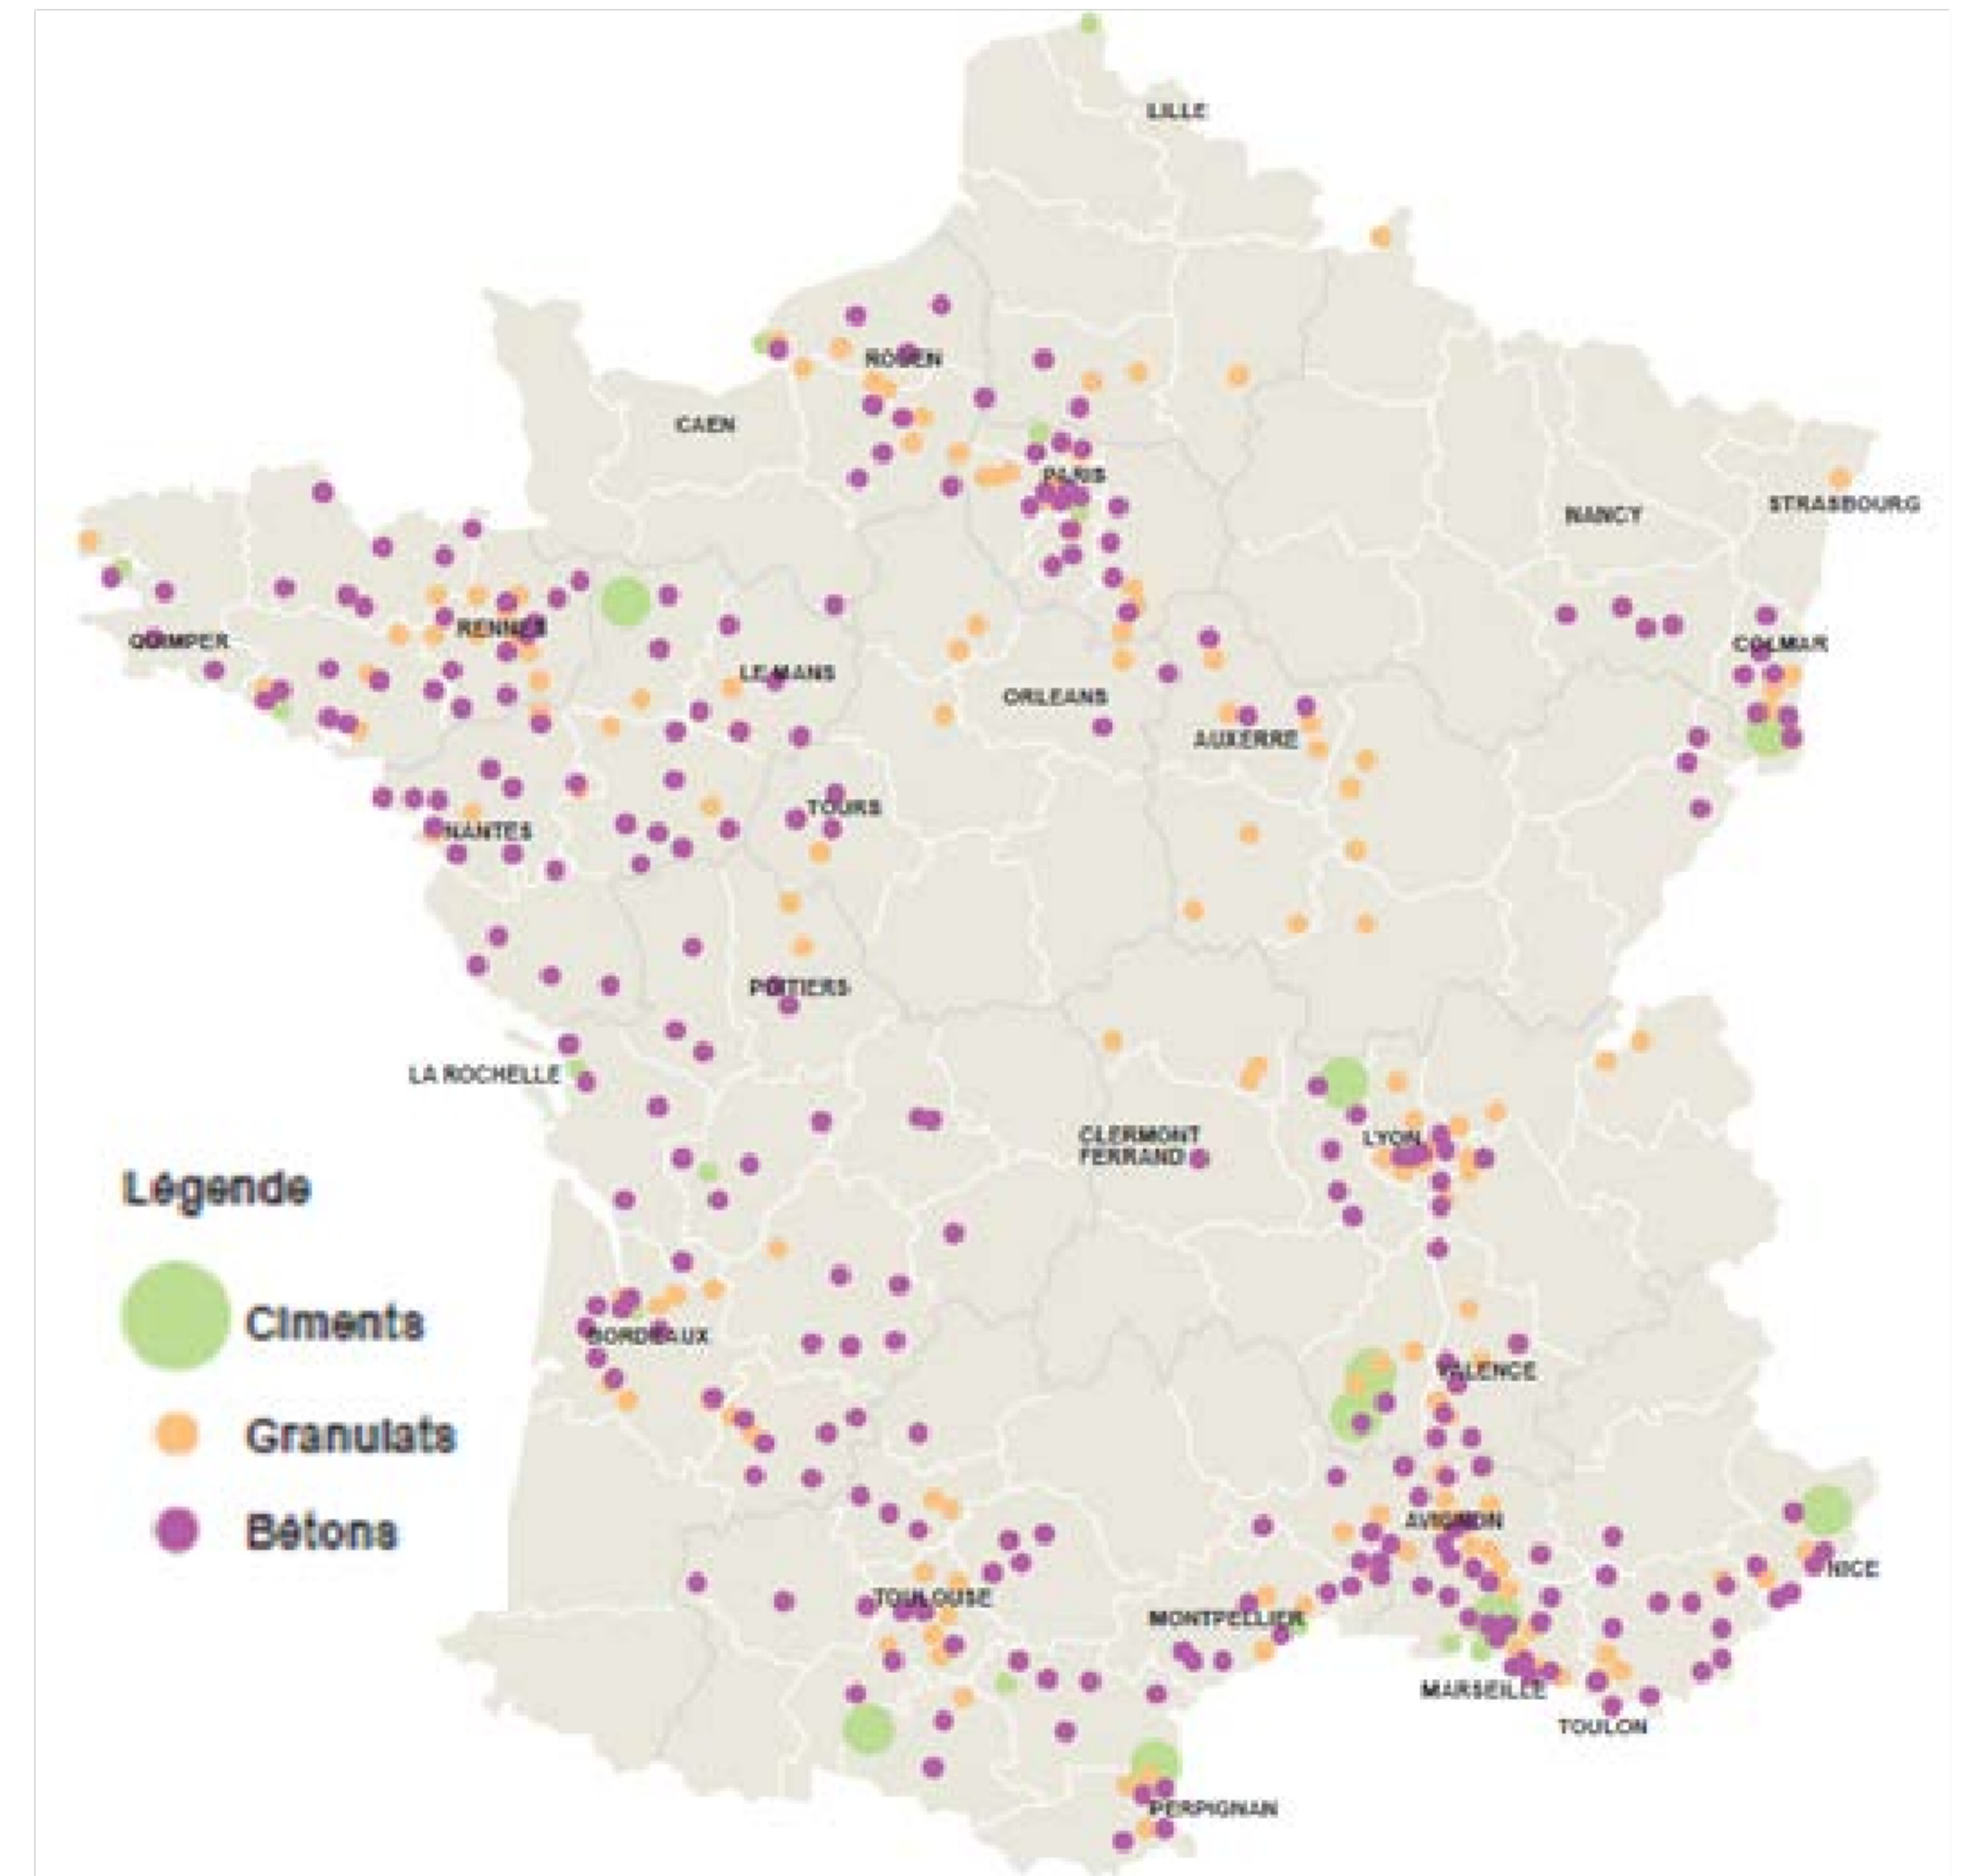 LILLE
ROUEN
CAEN
PARIS
STRASBOURG
NANCY
RENNES
QUIMPER
COLMAR
LE MANS
ORLEANS
AUXERRE
TOURS
NANTES
POITIERS
LA ROCHELLE
CLERMONT
FERRAND
LYON
Légende
Ciments
BORDEAUX
VALENCE
Granulats
AVIGNON
Bétons
NICE
TOULOUSE
MONTPELLIER
MARSEILLE
TOULON
PERPIGNAN